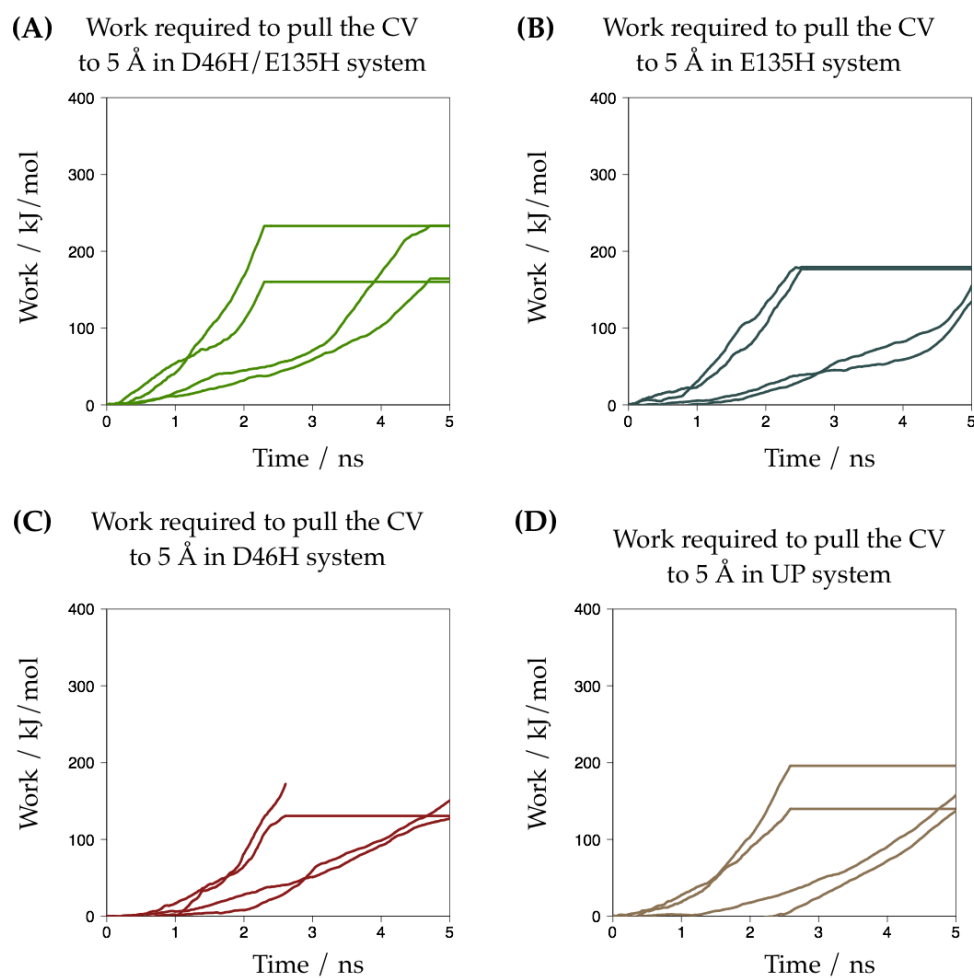 (A) Work required to pull the CV
to 5 Å in D46H/E135H system
400
300
200
100
0
0 1 2 3 4 5
Work / kJ/mol
Time / ns
(B) Work required to pull the CV
to 5 Å in E135H system
400
300
200
100
0
0 1 2 3 4 5
Work / kJ/mol
Time / ns
(C) Work required to pull the CV
to 5 Å in D46H system
400
300
200
100
0
0 1 2 3 4 5
Work / kJ/mol
Time / ns
(D) Work required to pull the CV
to 5 Å in UP system
400
300
200
100
0
0 1 2 3 4 5
Work / kJ/mol
Time / ns